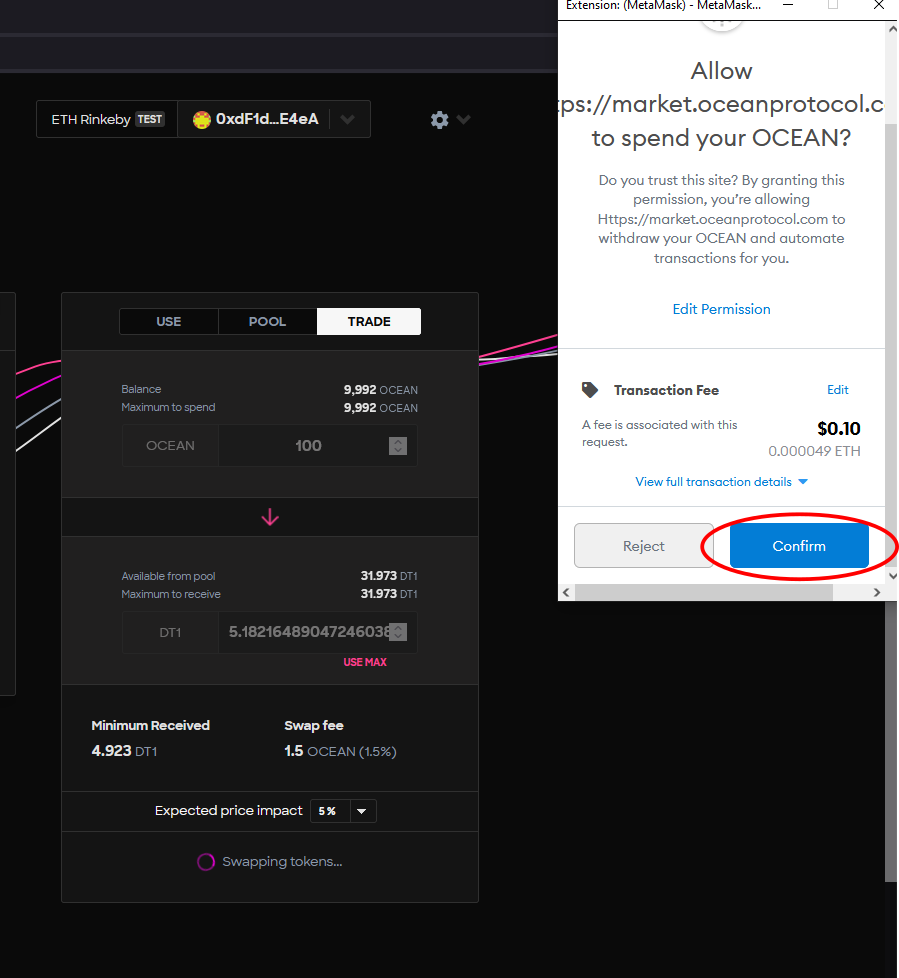 Extension: (MetaMask) - MetaMask...
ETH Rinkeby TEST
0xdF1d...E4eA
USE POOL TRADE
Balance 9,992 OCEAN
Maximum to spend 9,992 OCEAN
OCEAN 100
Available from pool 31.973 DT1
Maximum to receive 31.973 DT1
DT1 5.18216489047246038
USE MAX
Minimum Received Swap fee
4.923 DT1 1.5 OCEAN (1.5%)
Expected price impact 5%
Swapping tokens...
Allow
tps://market.oceanprotocol.c
to spend your OCEAN?
Do you trust this site? By granting this
permission, you’re allowing
Https://market.oceanprotocol.com to
withdraw your OCEAN and automate
transactions for you.
Edit Permission
Transaction Fee Edit
A fee is associated with this
request.
$0.10
0.000049 ETH
View full transaction details
Reject Confirm